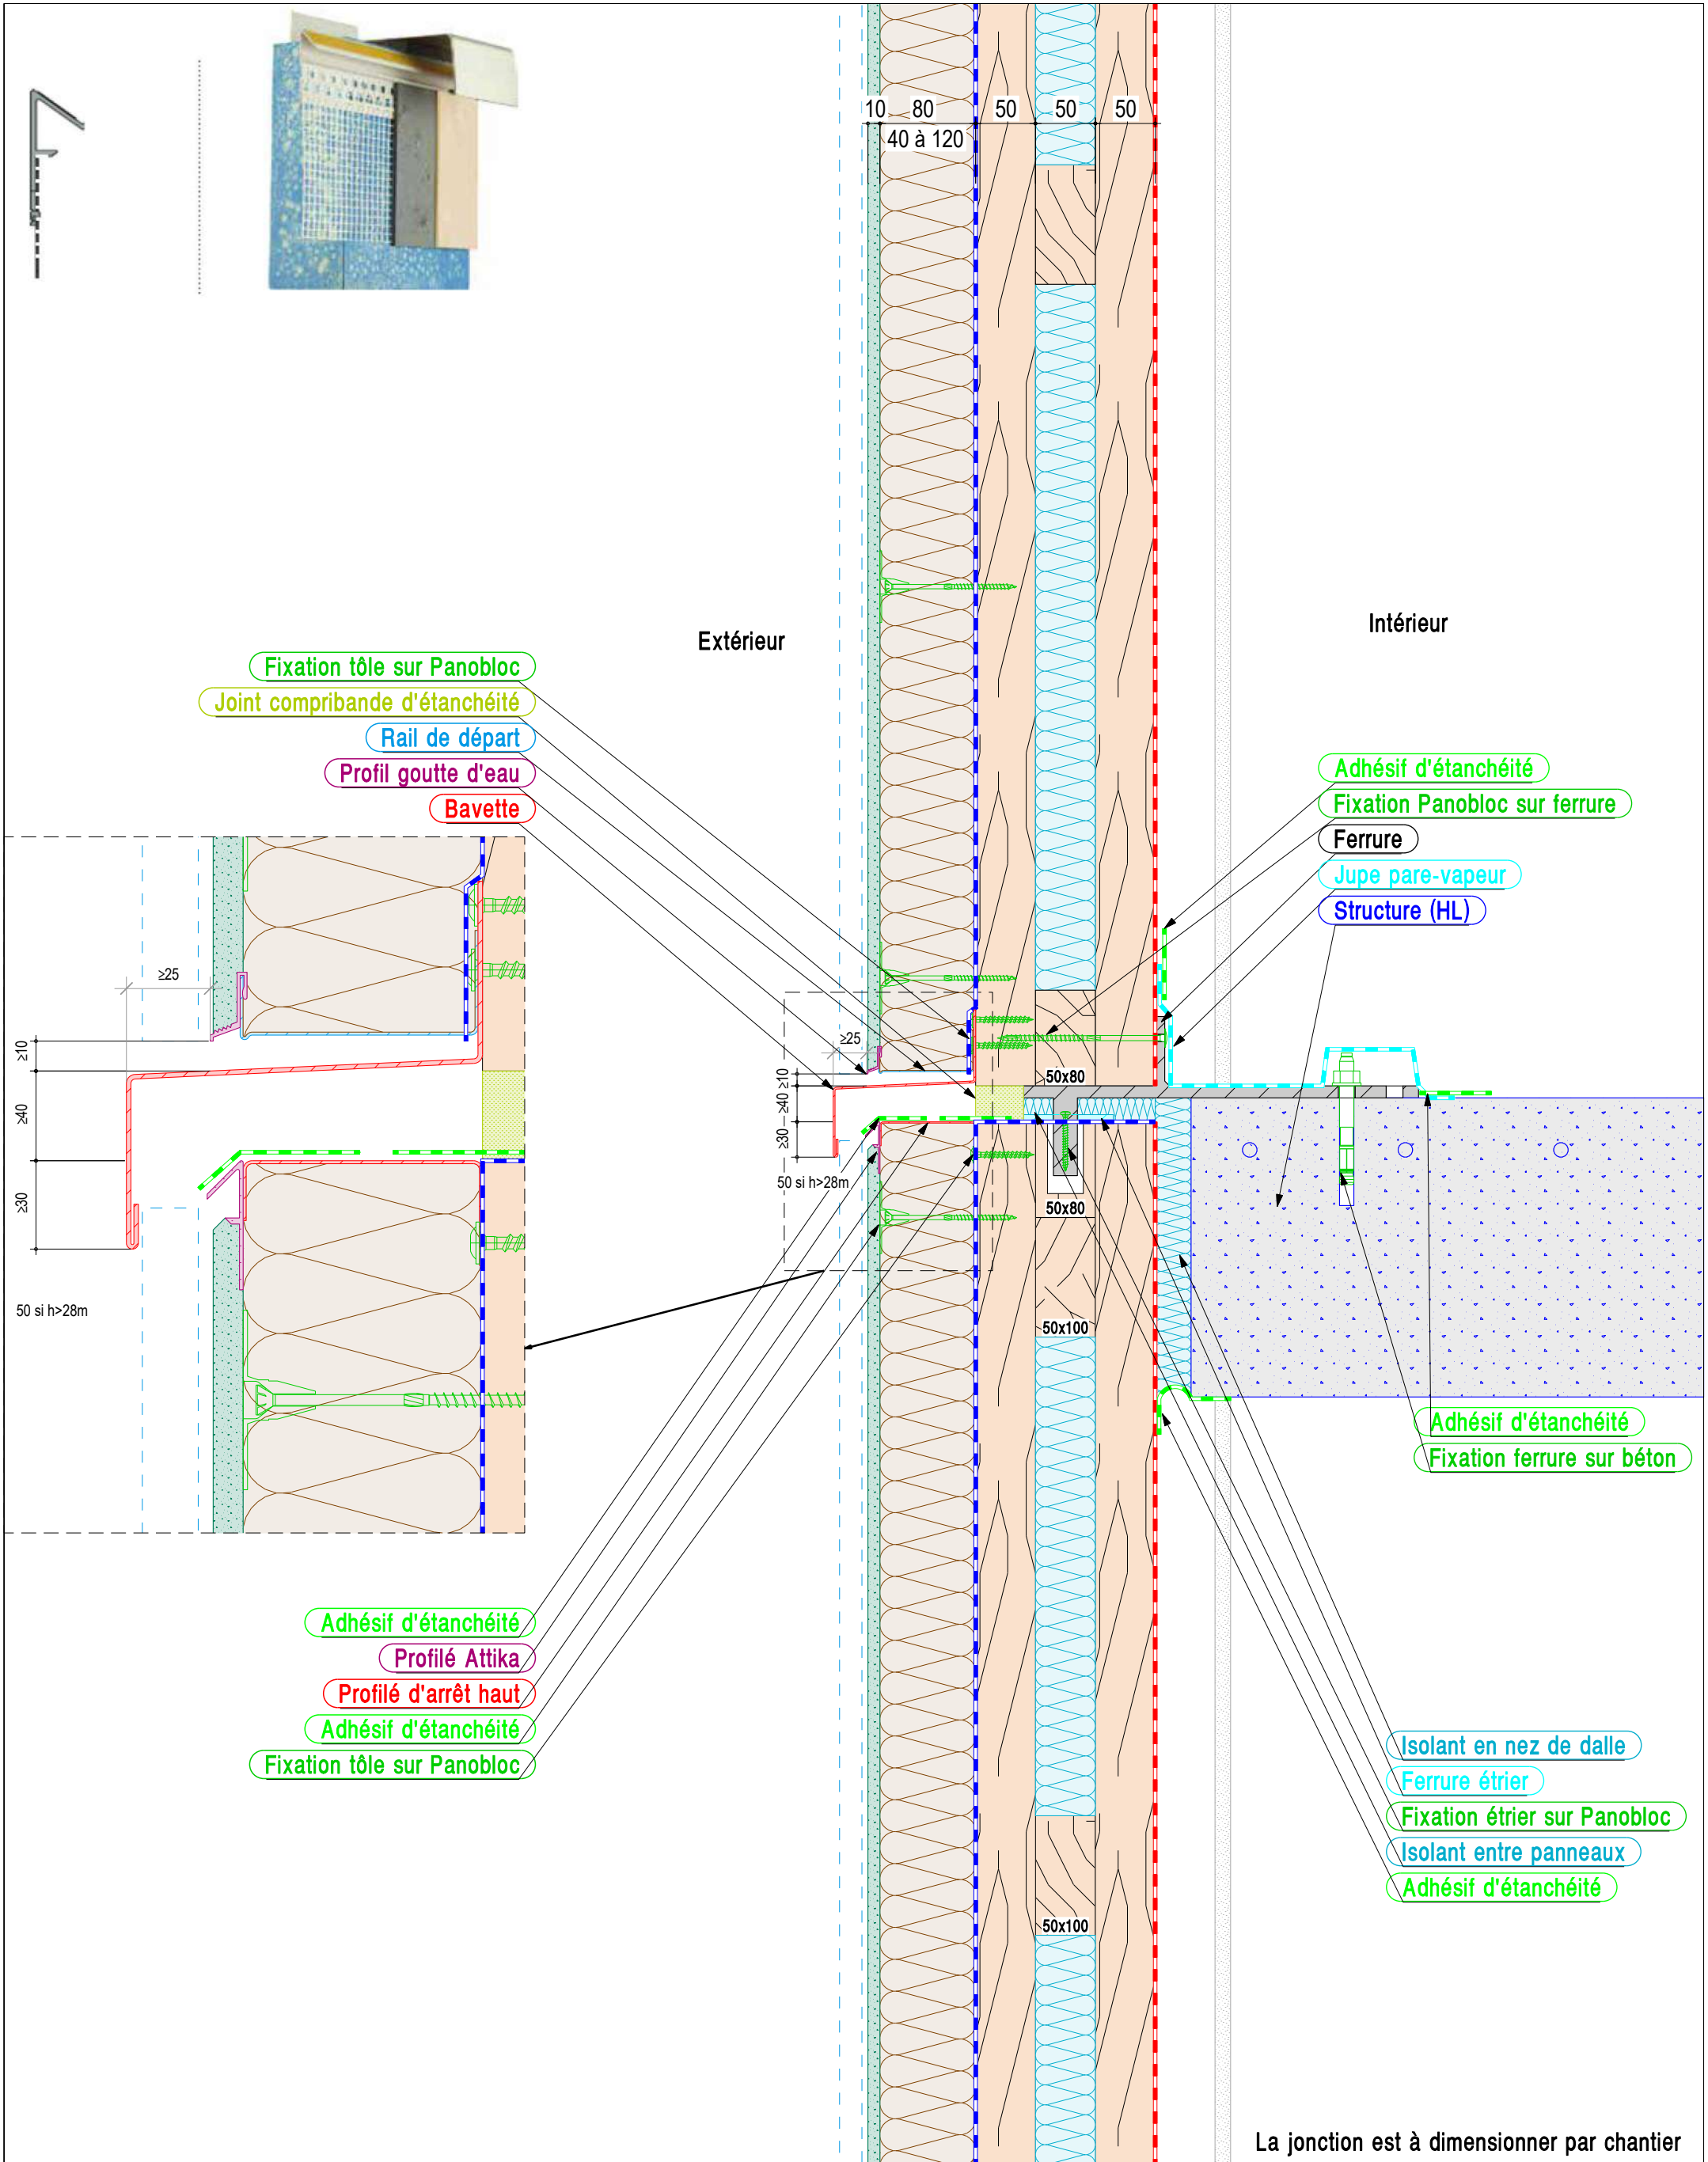 10 80 50 50 50
40 à 120
Extérieur
Intérieur
Fixation tôle sur Panobloc
Joint compribande d'étanchéité
Rail de départ
Profil goutte d'eau
Bavette
Adhésif d'étanchéité
Fixation Panobloc sur ferrure
Ferrure
Jupe pare-vapeur
Structure (HL)
≥25
≥10
≥40
≥30
50 si h>28m
≥25
≥10
≥40
≥30
50 si h>28m
50x80
50x80
50x100
Adhésif d'étanchéité
Fixation ferrure sur béton
Adhésif d'étanchéité
Profilé Attika
Profilé d'arrêt haut
Adhésif d'étanchéité
Fixation tôle sur Panobloc
Isolant en nez de dalle
Ferrure étrier
Fixation étrier sur Panobloc
Isolant entre panneaux
Adhésif d'étanchéité
50x100
La jonction est à dimensionner par chantier